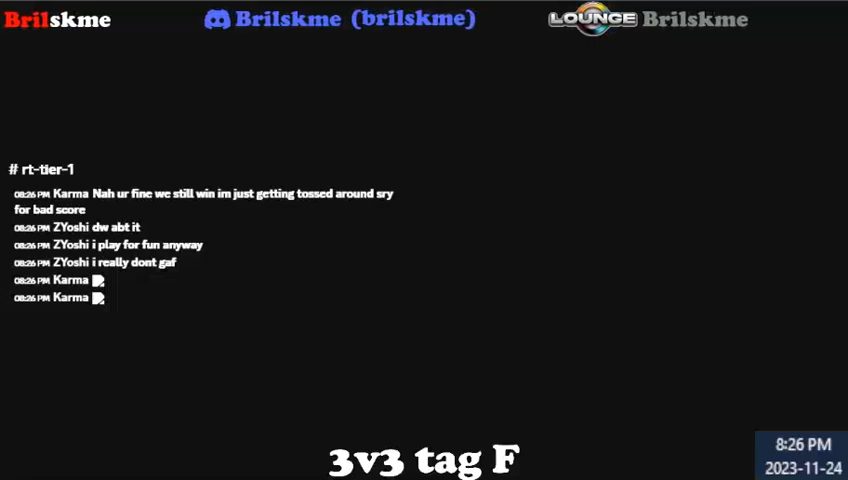 Brilskme
Brilskme (brilskme)
LOUNGE Brilskme
# rt-tier-1
08:26 PM Karma Nah ur fine we still win im just getting tossed around sry
for bad score
08:26 PM ZYoshi dw abt it
08:26 PM ZYoshi i play for fun anyway
08:26 PM ZYoshi i really dont gaf
08:26 PM Karma
08:26 PM Karma
3v3 tag F
8:26 PM
2023-11-24